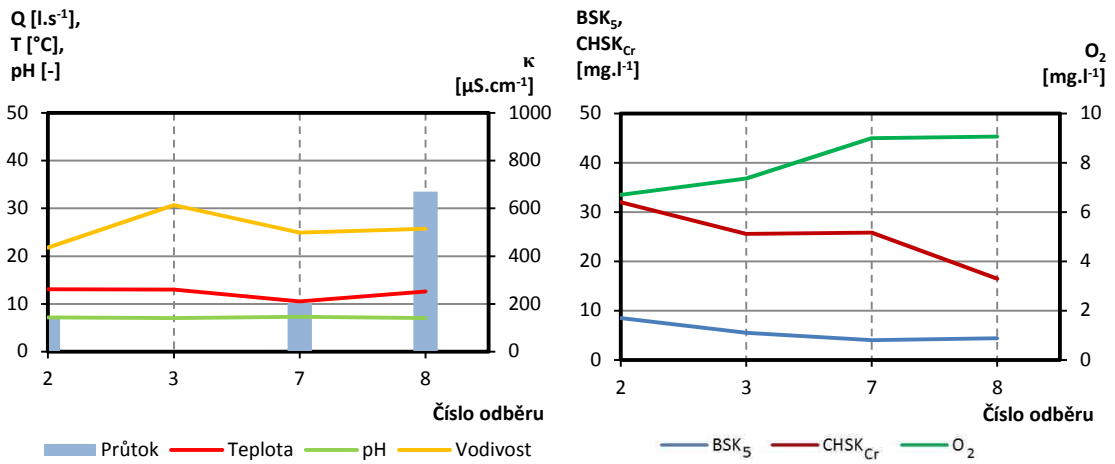 Q [l.s⁻¹],
T [°C],
pH [-]
κ
[µS.cm⁻¹]
50
40
30
20
10
0
1000
800
600
400
200
0
2 3 7 8
Číslo odběru
Průtok Teplota pH Vodivost
BSK₅,
CHSK_Cr
[mg.l⁻¹]
O₂
[mg.l⁻¹]
50
40
30
20
10
0
10
8
6
4
2
0
2 3 7 8
Číslo odběru
BSK₅ CHSK_Cr O₂